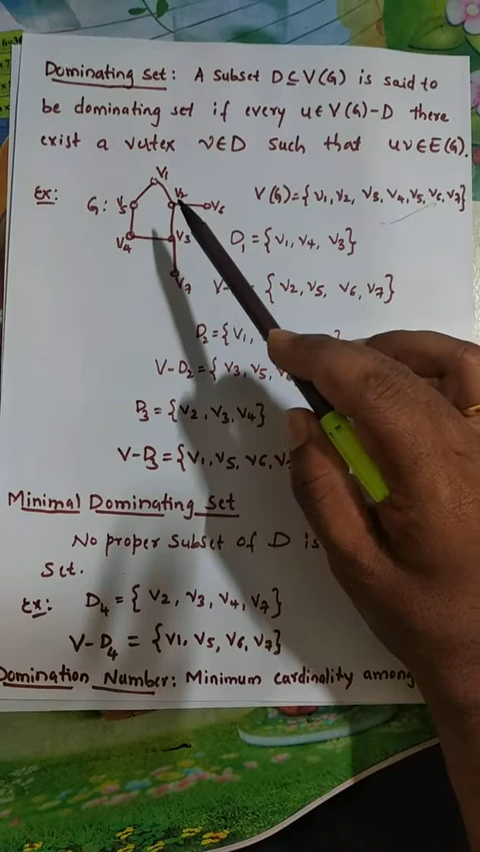 Dominating Set: A subset D⊆V(G) is said to
be dominating set if every u∈V(G)-D there
exist a vertex v∈D such that uv∈E(G).
Ex:
G:
v1
v5
v2
v6
v4
v3
v7
V(G)={v1, v2, v3, v4, v5, v6, v7}
D1={v1, v4, v3}
V- {v2, v5, v6, v7}
D2={v1, }
V-D2={v3, v5,
D3={v2, v3, v4}
V-D3={v1, v5, v6, v
Minimal Dominating Set
No proper subset of D is
Set.
Ex: D4={v2, v3, v4, v7}
V-D4={v1, v5, v6, v7}
Domination Number: Minimum cardinality among